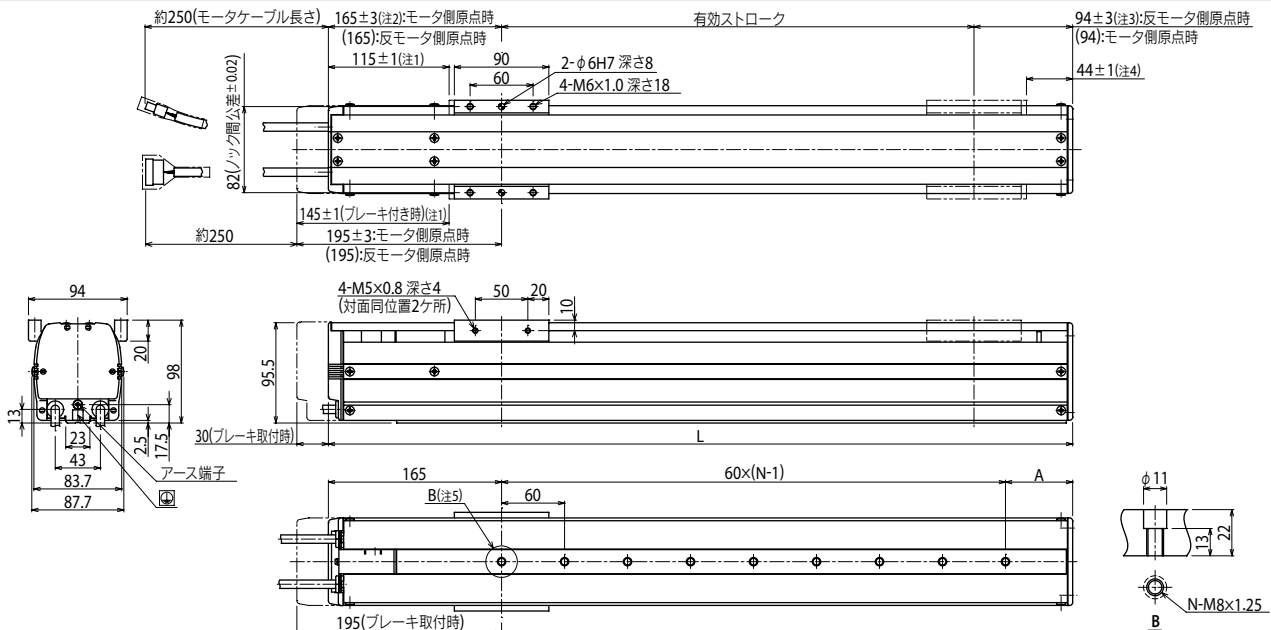 約250(モータケーブル長さ)
165±3(注2):モータ側原点時
(165):反モータ側原点時
有効ストローク
94±3(注3):反モータ側原点時
(94):モータ側原点時
115±1(注1)
90
60
2-φ6H7 深さ8
4-M6×1.0 深さ18
44±1(注4)
82(ノック間公差±0.02)
145±1(ブレーキ付き時)(注1)
約250
195±3:モータ側原点時
(195):反モータ側原点時
94
20
98
13
2.5
17.5
23
43
83.7
87.7
アース端子
4-M5×0.8 深さ4
(対面同位置2ケ所)
50
20
10
95.5
30(ブレーキ取付時)
L
165
60×(N-1)
A
B(注5)
60
195(ブレーキ取付時)
φ11
22
13
N-M8×1.25
B